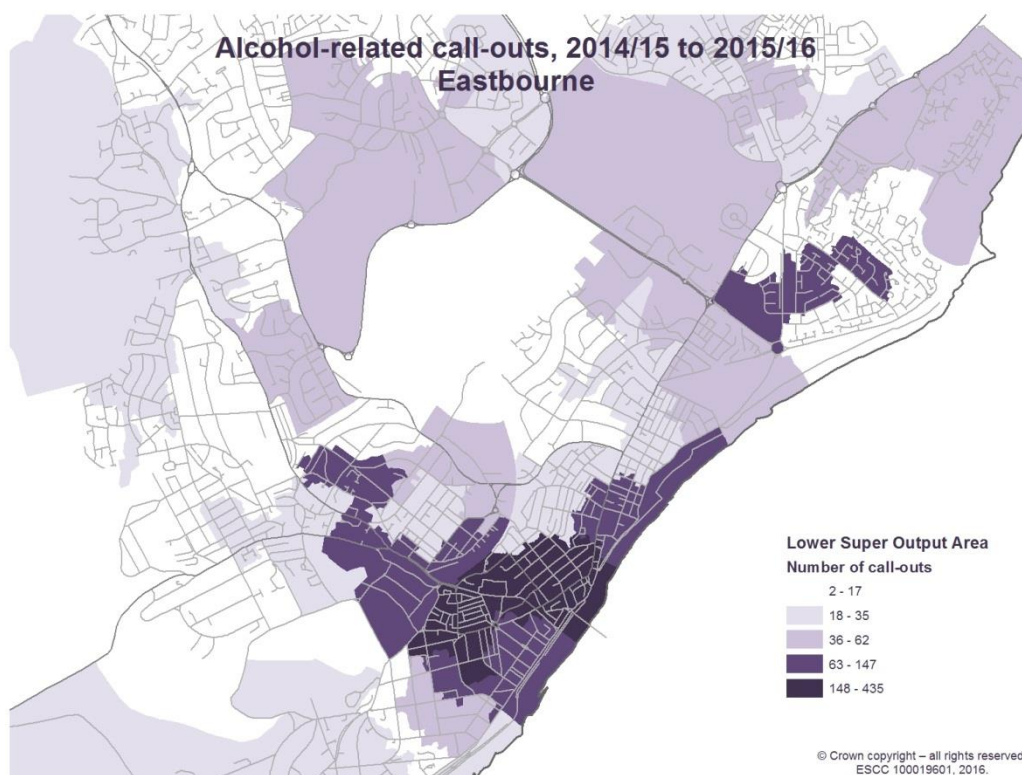 Alcohol-related call-outs, 2014/15 to 2015/16
Eastbourne
Lower Super Output Area
Number of call-outs
2 - 17
18 - 35
36 - 62
63 - 147
148 - 435
© Crown copyright – all rights reserved
ESCC 100019601, 2016.